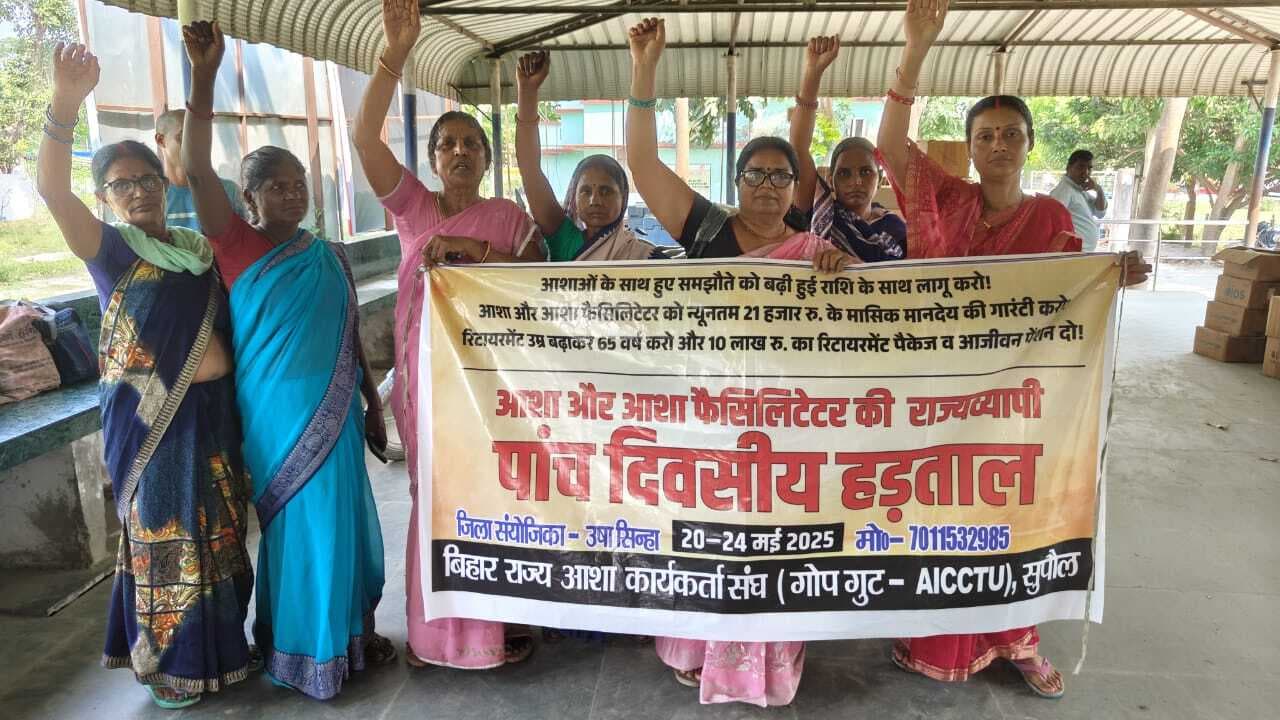 आशाओं के साथ हुए समझौते को बढ़ी हुई राशि के साथ लागू करो!
आशा और आशा फैसिलिटेटर को न्यूनतम 21 हजार रु. के मासिक मानदेय की गारंटी करो
रिटायरमेंट उम्र बढ़ाकर 65 वर्ष करो और 10 लाख रु. का रिटायरमेंट पैकेज व आजीवन पेंशन दो!
आशा और आशा फैसिलिटेटर की राज्यव्यापी
पांच दिवसीय हड़ताल
जिला संयोजिका - उषा सिन्हा 20-24 मई 2025 मो०- 7011532985
बिहार राज्य आशा कार्यकर्ता संघ ( गोप गुट - AICCTU), सुपौल